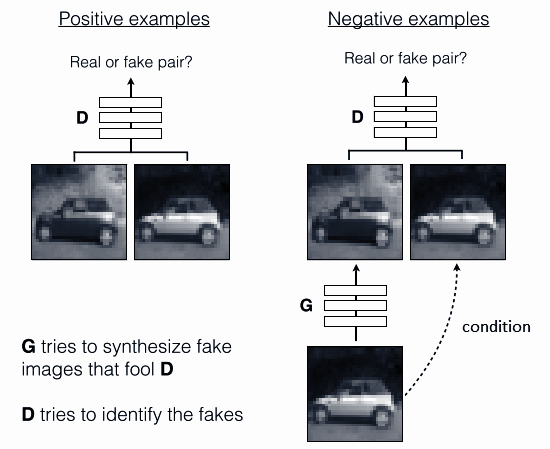 Positive examples
Real or fake pair?
D
G tries to synthesize fake
images that fool D
D tries to identify the fakes
Negative examples
Real or fake pair?
D
G
condition